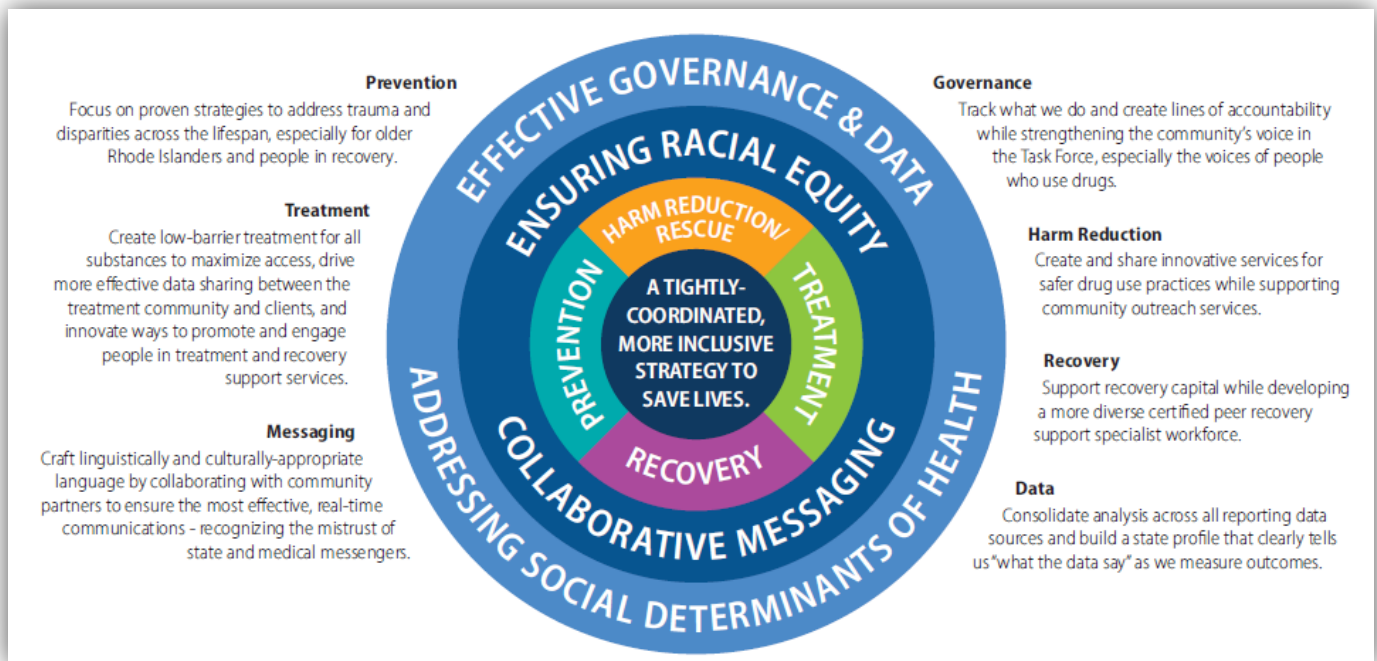 Prevention
Focus on proven strategies to address trauma and
disparities across the lifespan, especially for older
Rhode Islanders and people in recovery.
Treatment
Create low-barrier treatment for all
substances to maximize access, drive
more effective data sharing between the
treatment community and clients, and
innovate ways to promote and engage
people in treatment and recovery
support services.
Messaging
Craft linguistically and culturally-appropriate
language by collaborating with community
partners to ensure the most effective, real-time
communications - recognizing the mistrust of
state and medical messengers.
EFFECTIVE GOVERNANCE & DATA
ENSURING RACIAL EQUITY
HARM REDUCTION/
RESCUE
PREVENTION
A TIGHTLY-
COORDINATED,
MORE INCLUSIVE
STRATEGY TO
SAVE LIVES.
TREATMENT
RECOVERY
COLLABORATIVE MESSAGING
ADDRESSING SOCIAL DETERMINANTS OF HEALTH
Governance
Track what we do and create lines of accountability
while strengthening the community's voice in
the Task Force, especially the voices of people
who use drugs.
Harm Reduction
Create and share innovative services for
safer drug use practices while supporting
community outreach services.
Recovery
Support recovery capital while developing
a more diverse certified peer recovery
support specialist workforce.
Data
Consolidate analysis across all reporting data
sources and build a state profile that clearly tells
us "what the data say" as we measure outcomes.